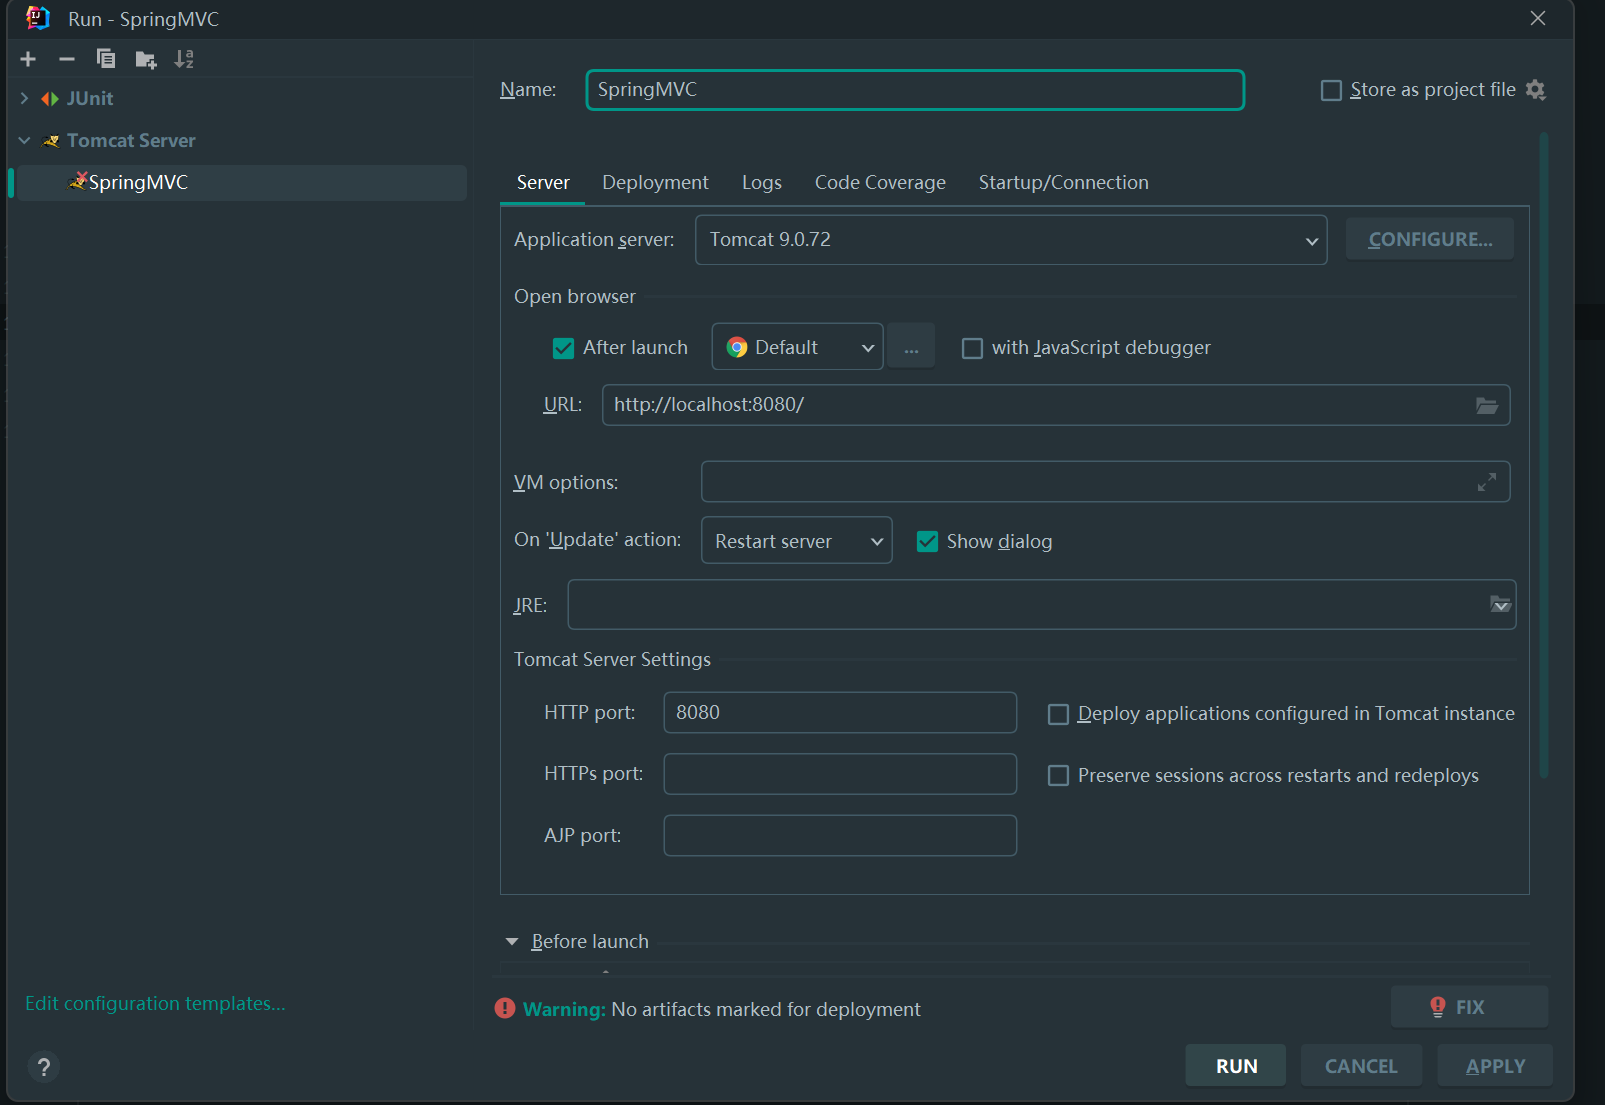 Run - SpringMVC
JUnit
Tomcat Server
SpringMVC
Edit configuration templates...
?
Name: SpringMVC
Store as project file
Server Deployment Logs Code Coverage Startup/Connection
Application server: Tomcat 9.0.72 CONFIGURE...
Open browser
After launch Default ... with JavaScript debugger
URL: http://localhost:8080/
VM options:
On 'Update' action: Restart server Show dialog
JRE:
Tomcat Server Settings
HTTP port: 8080 Deploy applications configured in Tomcat instance
HTTPs port: Preserve sessions across restarts and redeploys
AJP port:
Before launch
Warning: No artifacts marked for deployment FIX
RUN CANCEL APPLY